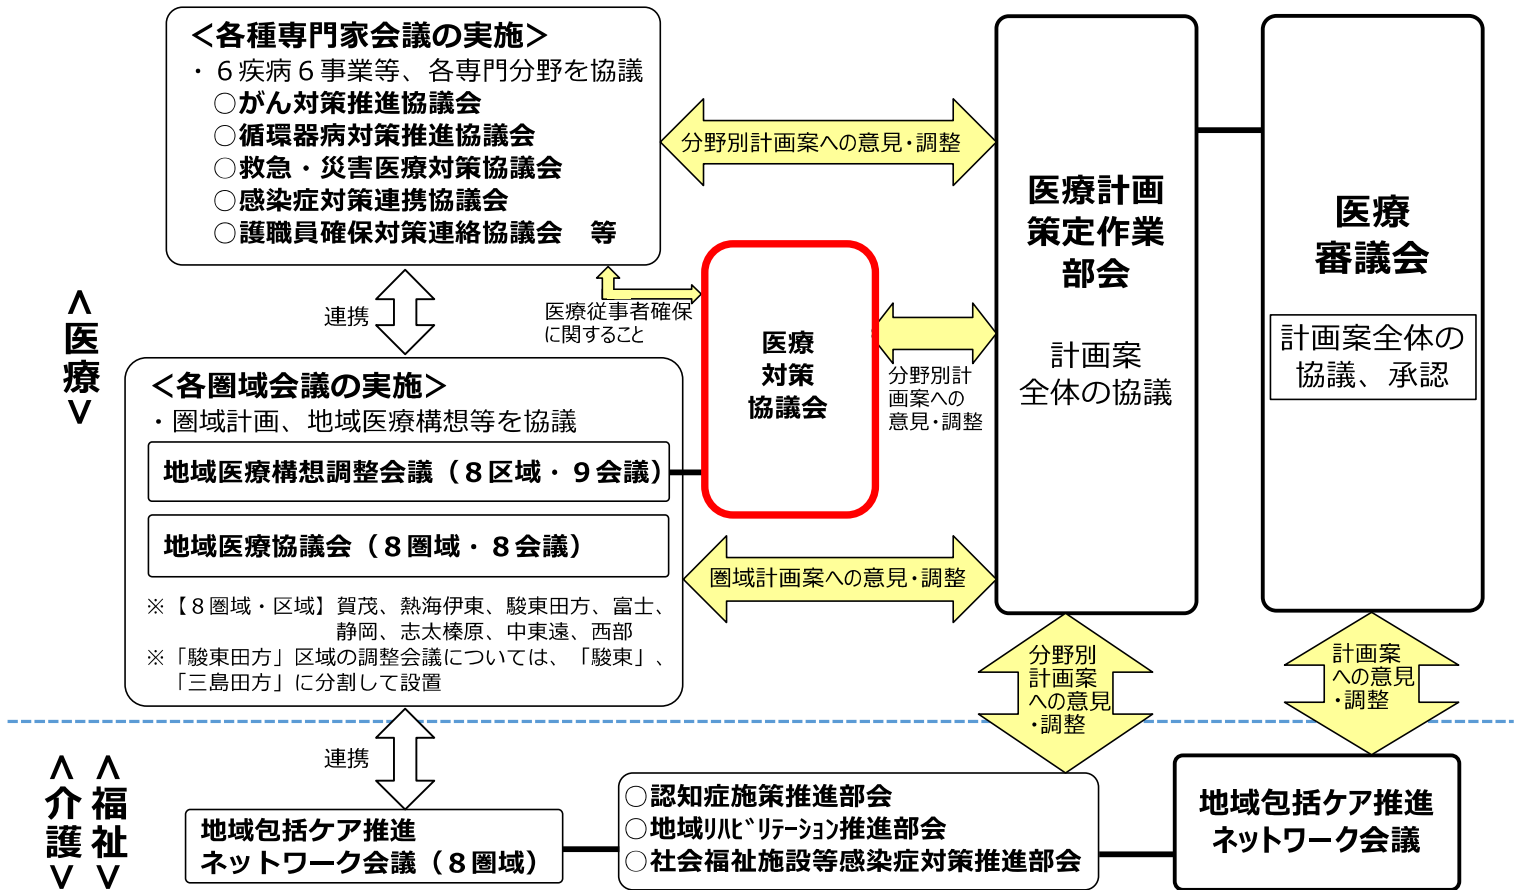 ＜各種専門家会議の実施＞
・６疾病６事業等、各専門分野を協議
○がん対策推進協議会
○循環器病対策推進協議会
○救急・災害医療対策協議会
○感染症対策連携協議会
○護職員確保対策連絡協議会　等
分野別計画案への意見・調整
医療計画
策定作業
部会
計画案
全体の協議
医療
審議会
計画案全体の
協議、承認
＜医療＞
連携
医療従事者確保
に関すること
医療
対策
協議会
分野別計
画案への
意見・調整
＜各圏域会議の実施＞
・圏域計画、地域医療構想等を協議
地域医療構想調整会議（８区域・９会議）
地域医療協議会（８圏域・８会議）
※【８圏域・区域】賀茂、熱海伊東、駿東田方、富士、
静岡、志太榛原、中東遠、西部
※「駿東田方」区域の調整会議については、「駿東」、
「三島田方」に分割して設置
圏域計画案への意見・調整
分野別
計画案
への意見
・調整
計画案
への意見
・調整
＜福祉＞
＜介護＞
連携
地域包括ケア推進
ネットワーク会議（８圏域）
○認知症施策推進部会
○地域ﾘﾊﾋﾞﾘﾃｰｼｮﾝ推進部会
○社会福祉施設等感染症対策推進部会
地域包括ケア推進
ネットワーク会議